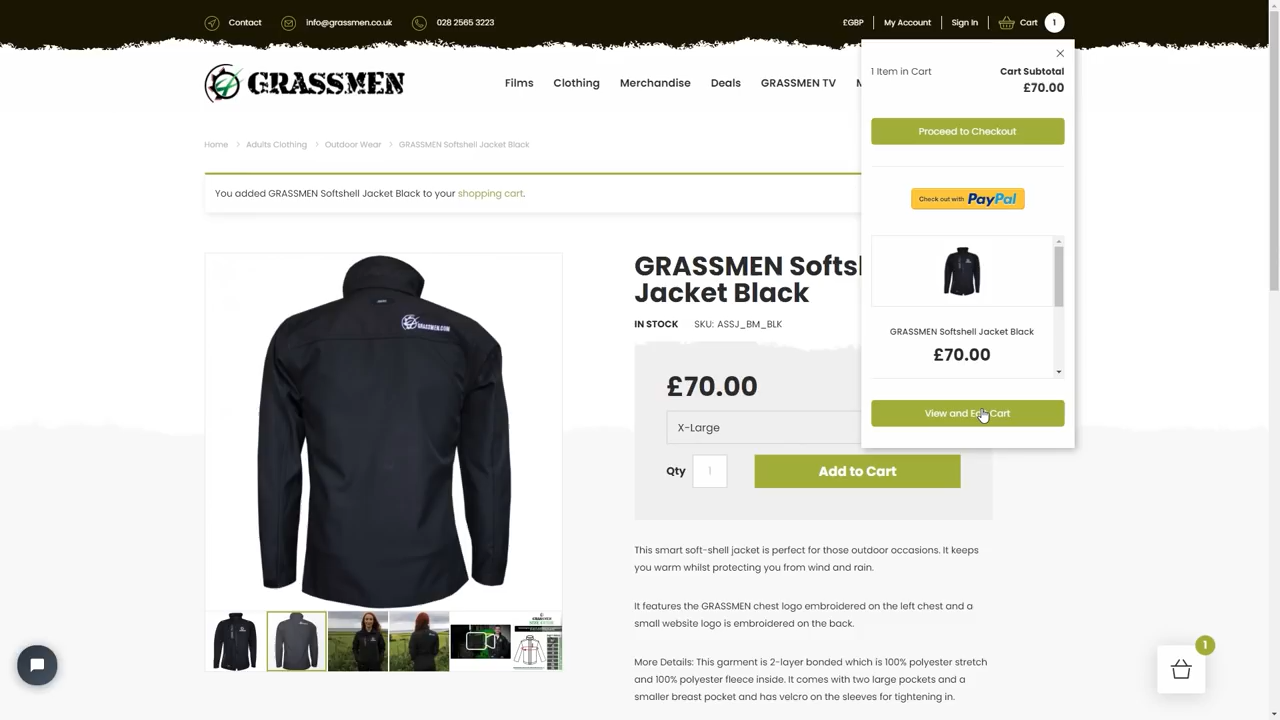 Contact
info@grassmen.co.uk
028 2565 3223
£GBP
My Account
Sign In
Cart 1
GRASSMEN
Films
Clothing
Merchandise
Deals
GRASSMEN TV
Home > Adults Clothing > Outdoor Wear > GRASSMEN Softshell Jacket Black
You added GRASSMEN Softshell Jacket Black to your shopping cart.
1 Item in Cart
Cart Subtotal
£70.00
Proceed to Checkout
Check out with PayPal
GRASSMEN Softshell Jacket Black
£70.00
View and Edit Cart
GRASSMEN.COM
GRASSMEN Softs
Jacket Black
IN STOCK
SKU: ASSJ_BM_BLK
£70.00
X-Large
Qty 1
Add to Cart
This smart soft-shell jacket is perfect for those outdoor occasions. It keeps
you warm whilst protecting you from wind and rain.
It features the GRASSMEN chest logo embroidered on the left chest and a
small website logo is embroidered on the back.
More Details: This garment is 2-layer bonded which is 100% polyester stretch
and 100% polyester fleece inside. It comes with two large pockets and a
smaller breast pocket and has velcro on the sleeves for tightening in.
1